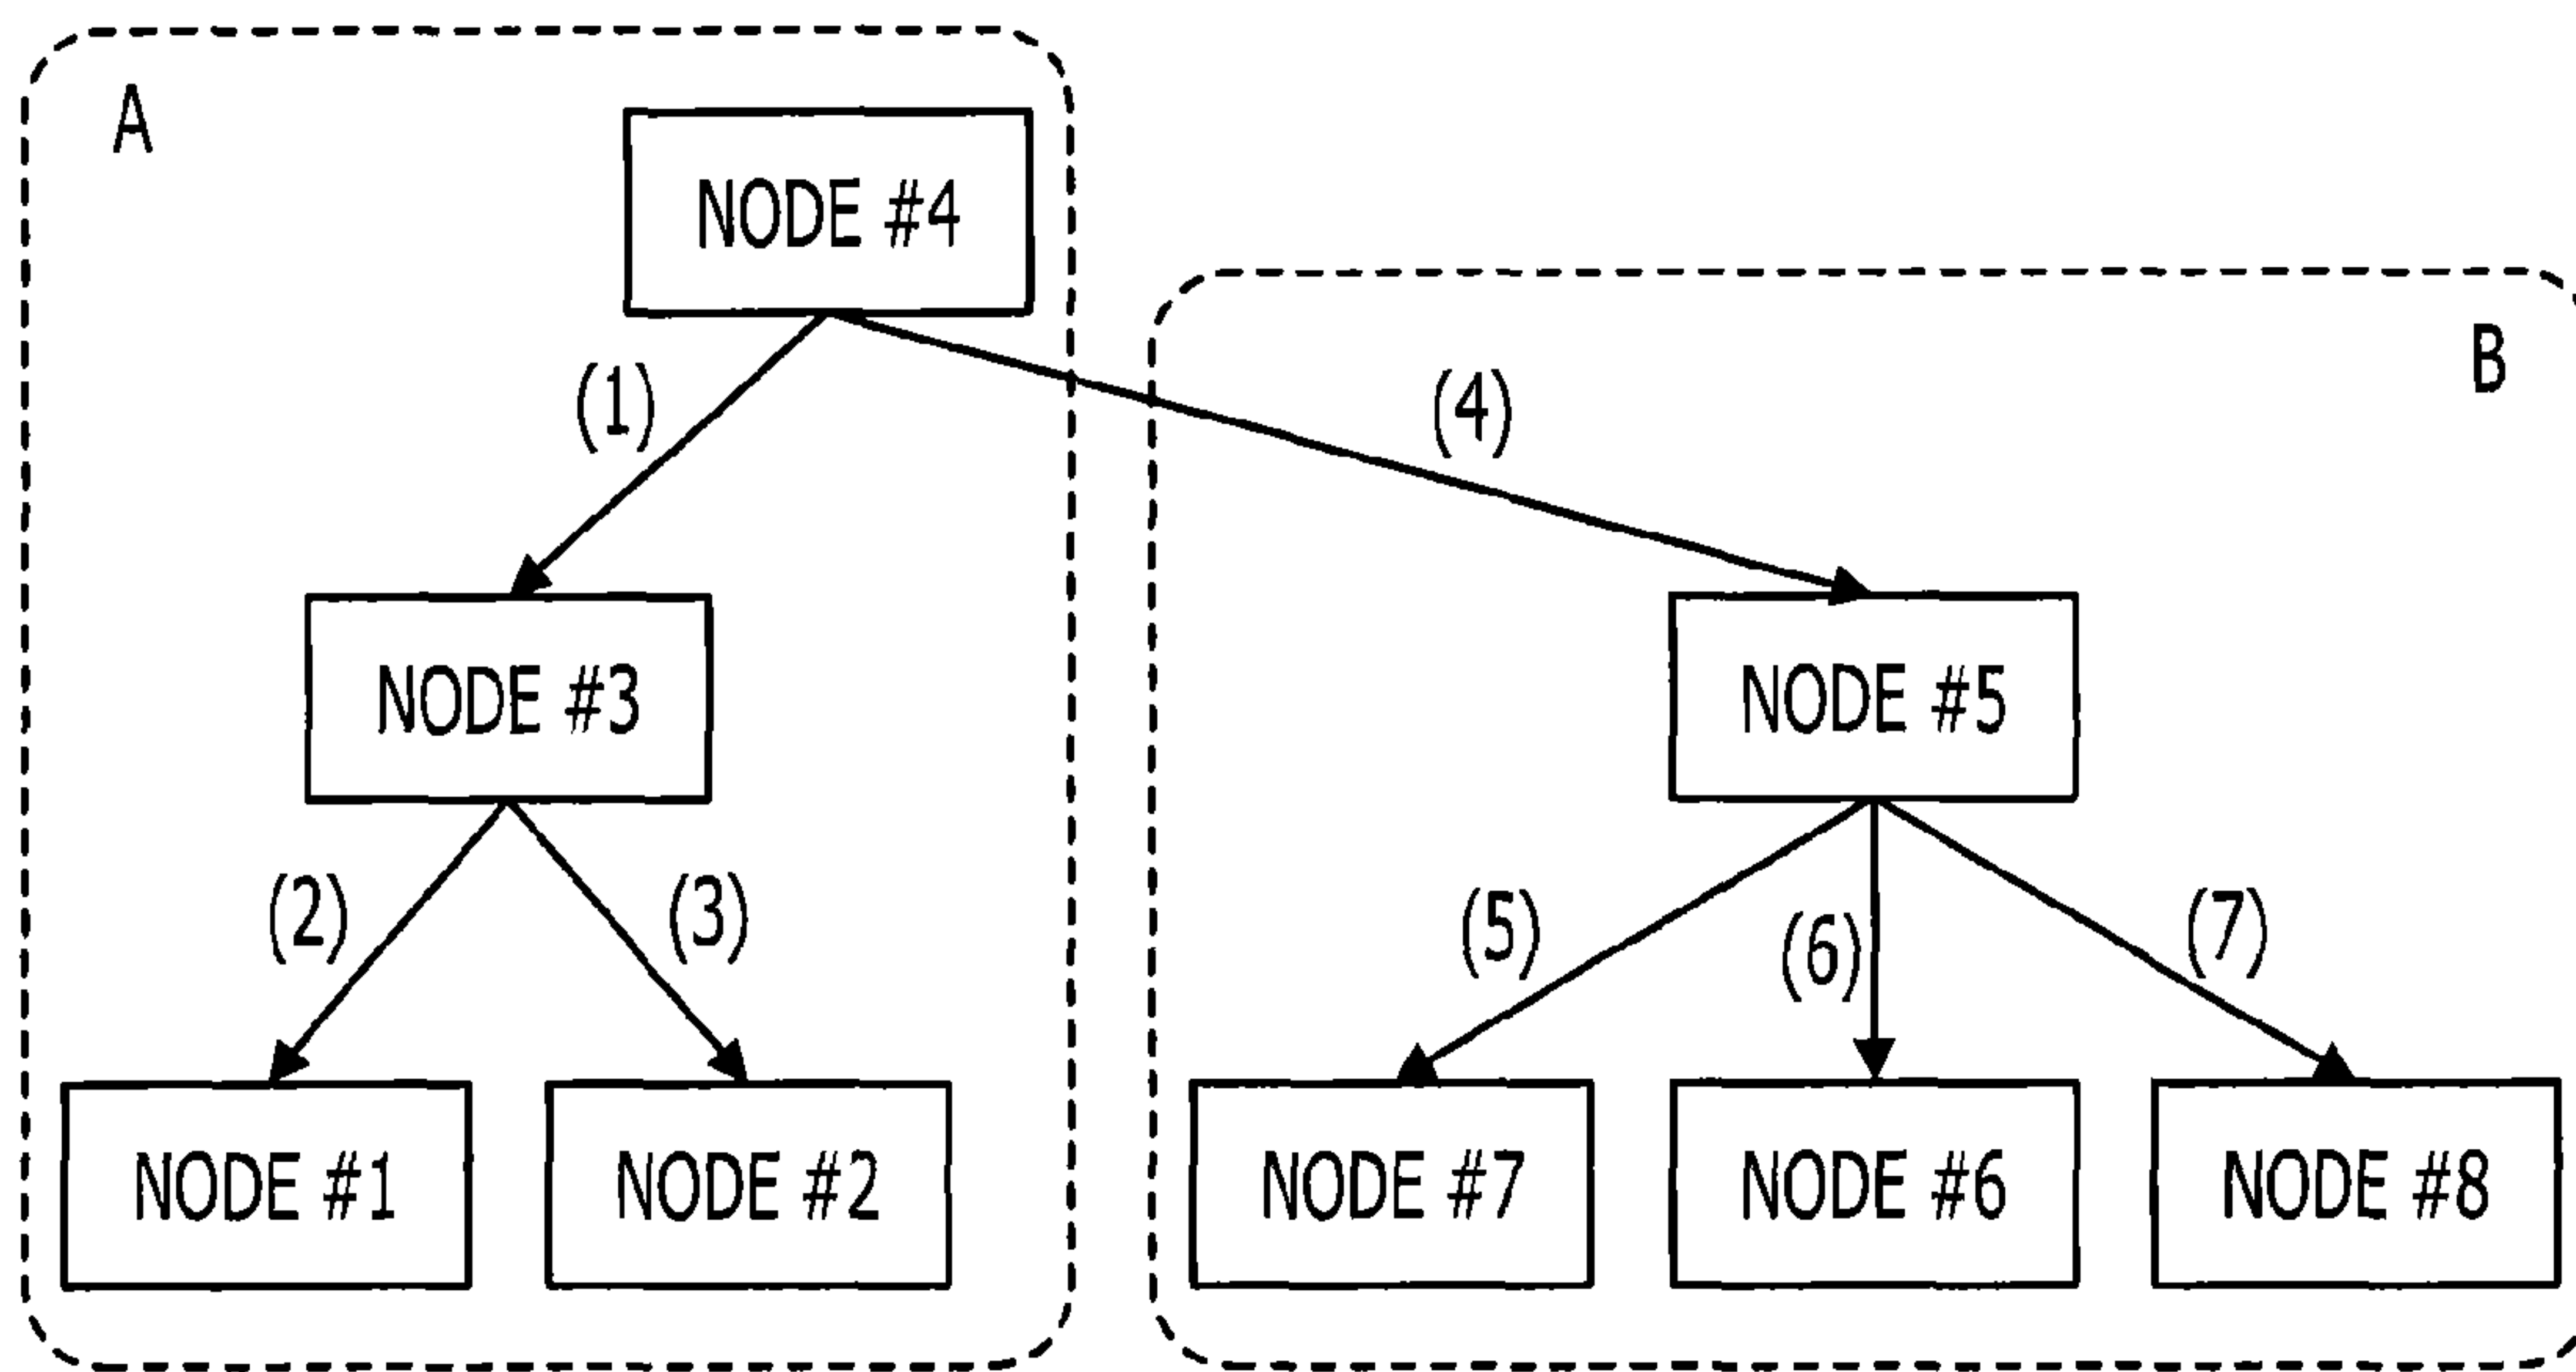 A
NODE #4
B
(1)
(4)
NODE #3
NODE #5
(2)
(3)
(5)
(6)
(7)
NODE #1
NODE #2
NODE #7
NODE #6
NODE #8